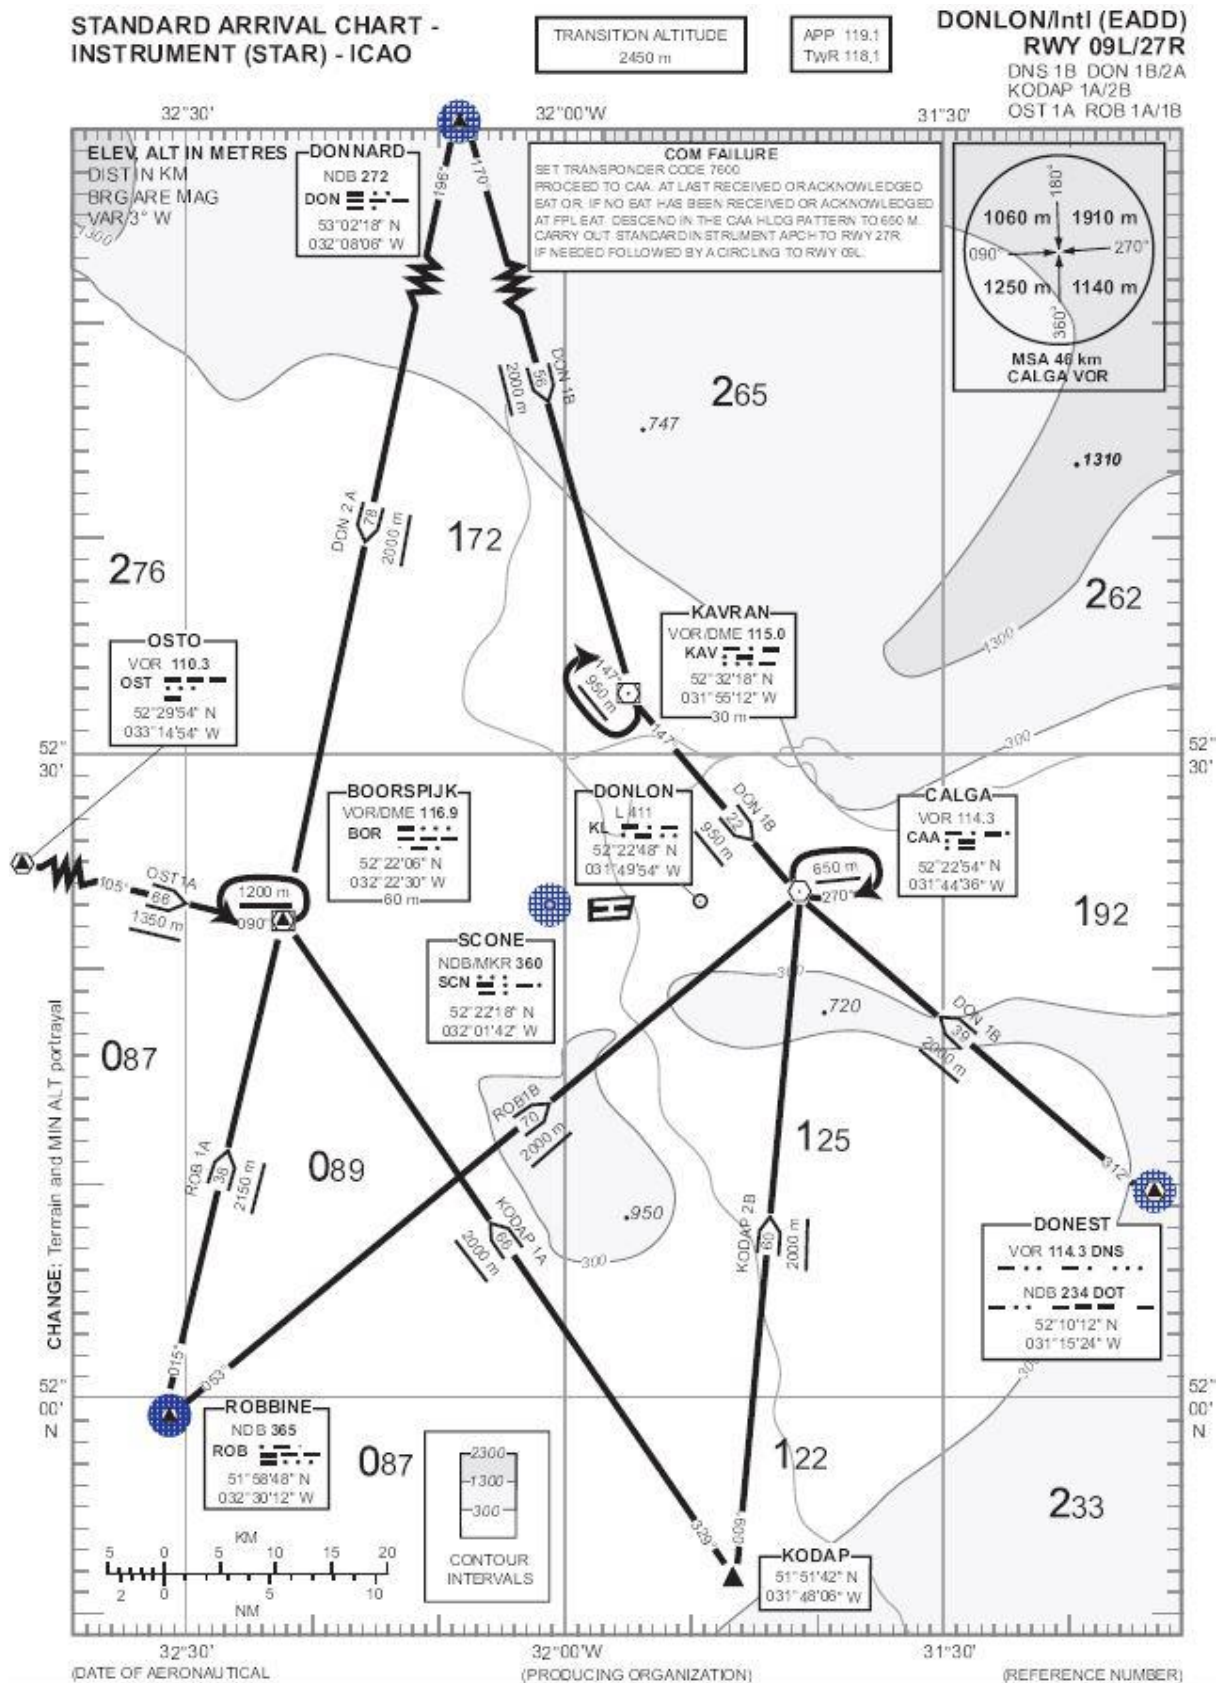 STANDARD ARRIVAL CHART -
INSTRUMENT (STAR) - ICAO
TRANSITION ALTITUDE
2450 m
APP 119.1
TWR 118.1
DONLON/Intl (EADD)
RWY 09L/27R
DNS 1B DON 1B/2A
KODAP 1A/2B
OST 1A ROB 1A/1B
32°30'
32°00'W
31°30'
ELEV, ALT IN METRES
DIST IN KM
BRG ARE MAG
VAR 3° W
1300
DONNARD
NDB 272
DON
53°02'18" N
032°08'06" W
196°
170°
COM FAILURE
SET TRANSPONDER CODE 7600
PROCEED TO CAA AT LAST RECEIVED OR ACKNOWLEDGED
EAT OR, IF NO EAT HAS BEEN RECEIVED OR ACKNOWLEDGED
AT FPL EAT. DESCEND IN THE CAA HLDG PATTERN TO 650 M.
CARRY OUT STANDARD INSTRUMENT APCH TO RWY 27R
IF NEEDED FOLLOWED BY A CIRCLING TO RWY 09L.
180°
1060 m
1910 m
090°
270°
1250 m
1140 m
360°
MSA 46 km
CALGA VOR
DON 1B
56
2000 m
265
747
1310
DON 2 A
78
2000 m
172
276
262
1300
OSTO
VOR 110.3
OST
52°29'54" N
033°14'54" W
KAVRAN
VOR/DME 115.0
KAV
52°32'18" N
031°55'12" W
30 m
147°
950 m
147°
300
52°
30'
52°
30'
BOORSPIJK
VOR/DME 116.9
BOR
52°22'06" N
032°22'30" W
60 m
DONLON
L 411
KL
52°22'48" N
031°49'54" W
DON 1B
22
950 m
CALGA
VOR 114.3
CAA
52°22'54" N
031°44'36" W
105°
OST1A
66
1350 m
1200 m
090°
650 m
270°
192
SCONE
NDB/MKR 360
SCN
52°22'18" N
032°01'42" W
300
720
DON 1B
39
2000 m
087
ROB1B
70
2000 m
125
089
ROB 1A
38
2150 m
KODAP 1A
66
2000 m
950
300
KODAP 2B
60
2000 m
312°
DONEST
VOR 114.3 DNS
NDB 234 DOT
52°10'12" N
031°15'24" W
300
CHANGE: Terrrain and MIN ALT portrayal
015°
053°
52°
00'
N
52°
00'
N
ROBBINE
NDB 365
ROB
51°58'48" N
032°30'12" W
087
2300
1300
300
CONTOUR
INTERVALS
122
233
329°
009°
KODAP
51°51'42" N
031°48'06" W
KM
5 0 5 10 15 20
2 0 5 10
NM
32°30'
32°00'W
31°30'
(DATE OF AERONAUTICAL
(PRODUCING ORGANIZATION)
(REFERENCE NUMBER)